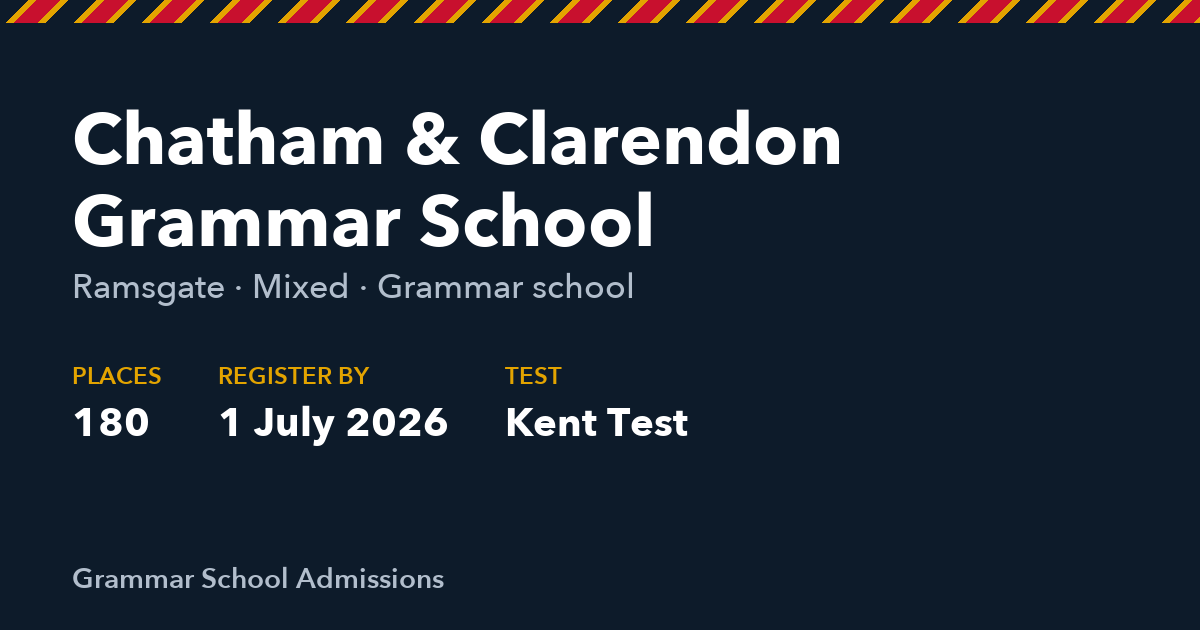 Chatham & Clarendon
Grammar School
Ramsgate · Mixed · Grammar school
PLACES REGISTER BY TEST
180 1 July 2026 Kent Test
Grammar School Admissions